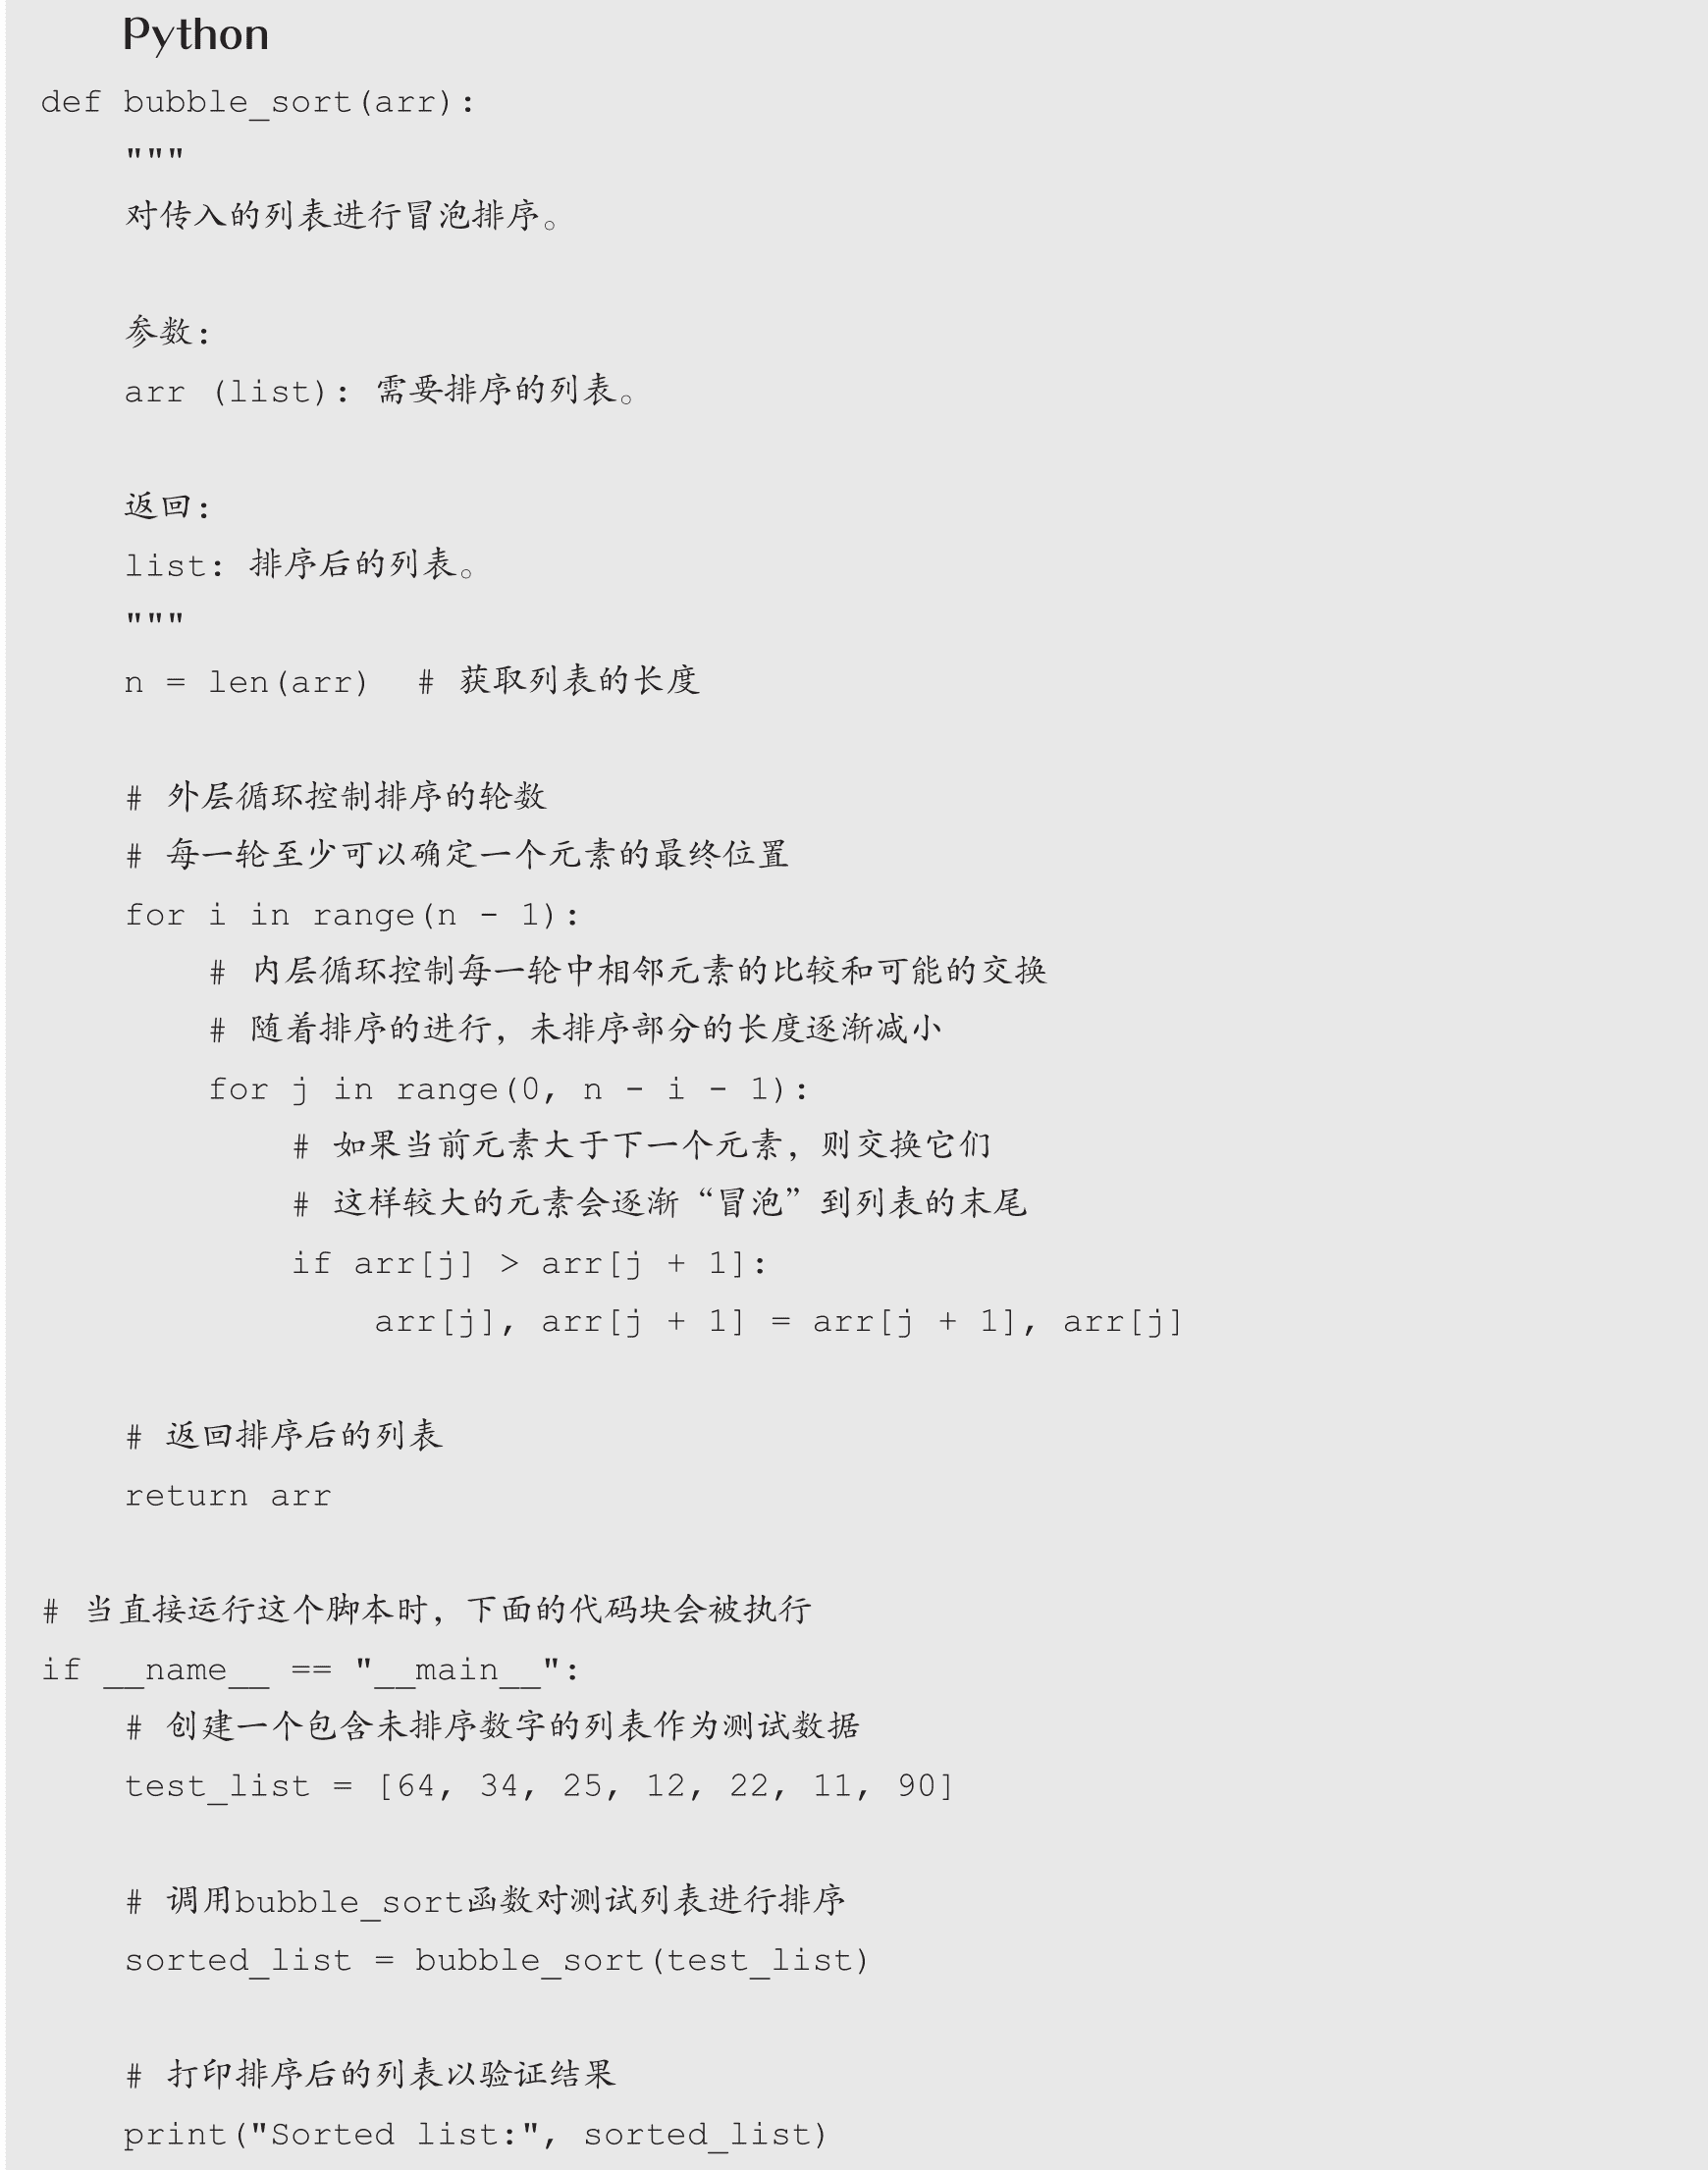 Python
def bubble_sort(arr):
    """
    对传入的列表进行冒泡排序。

    参数:
    arr (list): 需要排序的列表。

    返回:
    list: 排序后的列表。
    """
    n = len(arr)  # 获取列表的长度

    # 外层循环控制排序的轮数
    # 每一轮至少可以确定一个元素的最终位置
    for i in range(n - 1):
        # 内层循环控制每一轮中相邻元素的比较和可能的交换
        # 随着排序的进行，未排序部分的长度逐渐减小
        for j in range(0, n - i - 1):
            # 如果当前元素大于下一个元素，则交换它们
            # 这样较大的元素会逐渐“冒泡”到列表的末尾
            if arr[j] > arr[j + 1]:
                arr[j], arr[j + 1] = arr[j + 1], arr[j]

    # 返回排序后的列表
    return arr

# 当直接运行这个脚本时，下面的代码块会被执行
if __name__ == "__main__":
    # 创建一个包含未排序数字的列表作为测试数据
    test_list = [64, 34, 25, 12, 22, 11, 90]

    # 调用bubble_sort函数对测试列表进行排序
    sorted_list = bubble_sort(test_list)

    # 打印排序后的列表以验证结果
    print("Sorted list:", sorted_list)